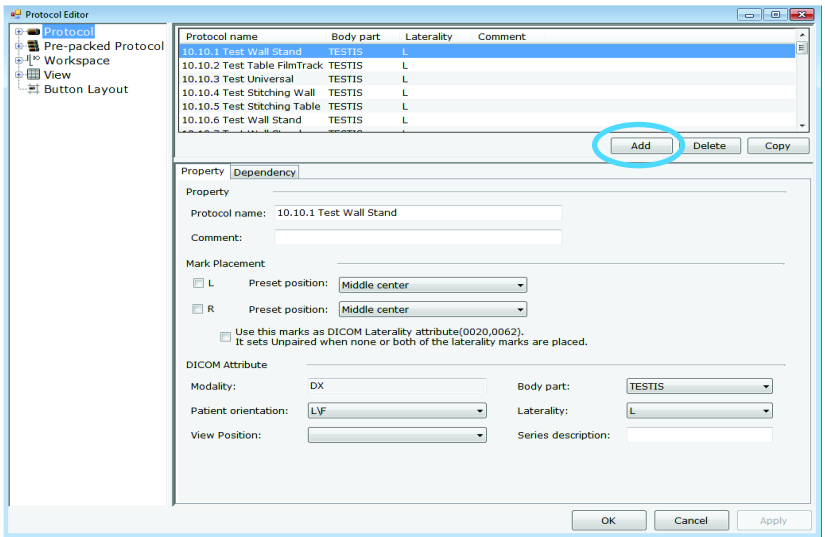 Protocol Editor
Protocol
Pre-packed Protocol
Workspace
View
Button Layout
Protocol name Body part Laterality Comment
10.10.1 Test Wall Stand TESTIS L
10.10.2 Test Table FilmTrack TESTIS L
10.10.3 Test Universal TESTIS L
10.10.4 Test Stitching Wall TESTIS L
10.10.5 Test Stitching Table TESTIS L
10.10.6 Test Wall Stand TESTIS L
Add Delete Copy
Property Dependency
Property
Protocol name: 10.10.1 Test Wall Stand
Comment:
Mark Placement
L Preset position: Middle center
R Preset position: Middle center
Use this marks as DICOM Laterality attribute(0020,0062).
It sets Unpaired when none or both of the laterality marks are placed.
DICOM Attribute
Modality: DX Body part: TESTIS
Patient orientation: L\F Laterality: L
View Position: Series description:
OK Cancel Apply